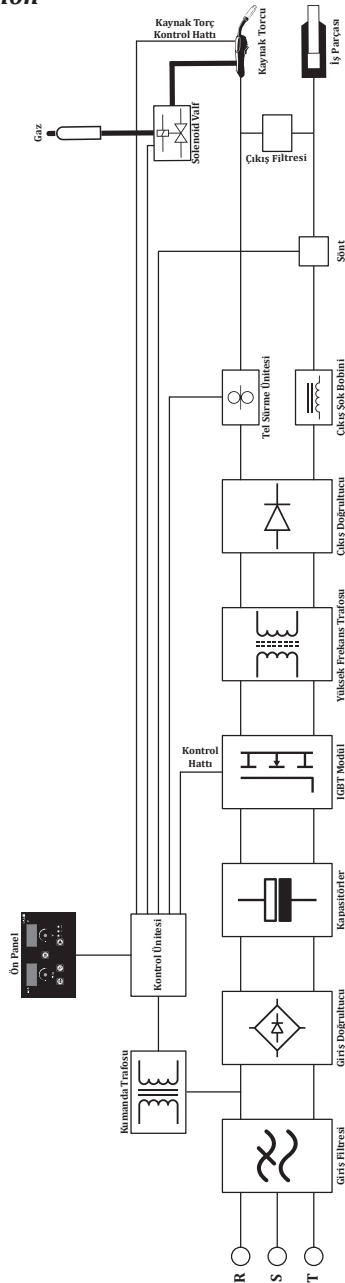 Gaz
Kaynak Torç
Kontrol Hattı
Solenoid Valf
Kaynak Torcu
İş Parçası
Çıkış Filtresi
Şönt
Tel Sürme Ünitesi
Çıkış Şok Bobini
Çıkış Doğrultucu
Yüksek Frekans Trafosu
Kontrol
Hattı
IGBT Modül
Ön Panel
Kontrol Ünitesi
Kapasitörler
Kumanda Trafosu
Giriş Doğrultucu
Giriş Filtresi
R
S
T